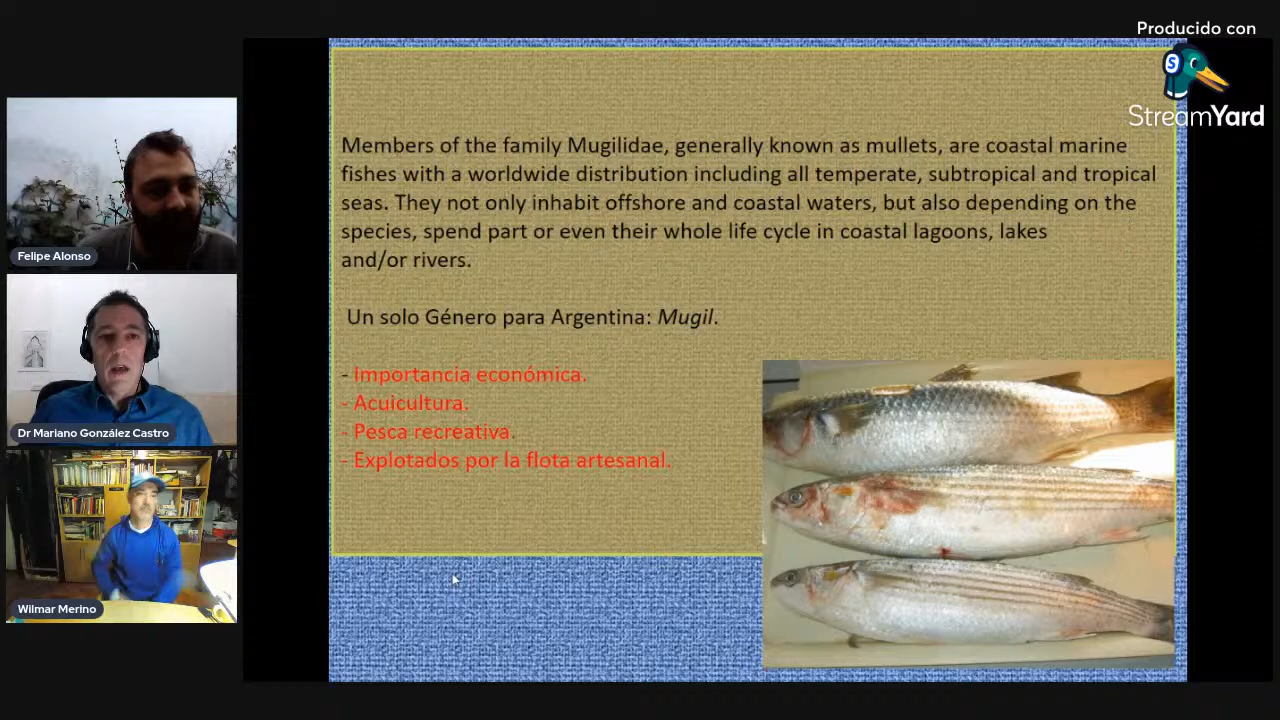 Producido con
StreamYard
Members of the family Mugilidae, generally known as mullets, are coastal marine
fishes with a worldwide distribution including all temperate, subtropical and tropical
seas. They not only inhabit offshore and coastal waters, but also depending on the
species, spend part or even their whole life cycle in coastal lagoons, lakes
and/or rivers.
Un solo Género para Argentina: Mugil.
- Importancia económica.
- Acuicultura.
- Pesca recreativa.
- Explotados por la flota artesanal.
Felipe Alonso
Dr Mariano González Castro
Wilmar Merino